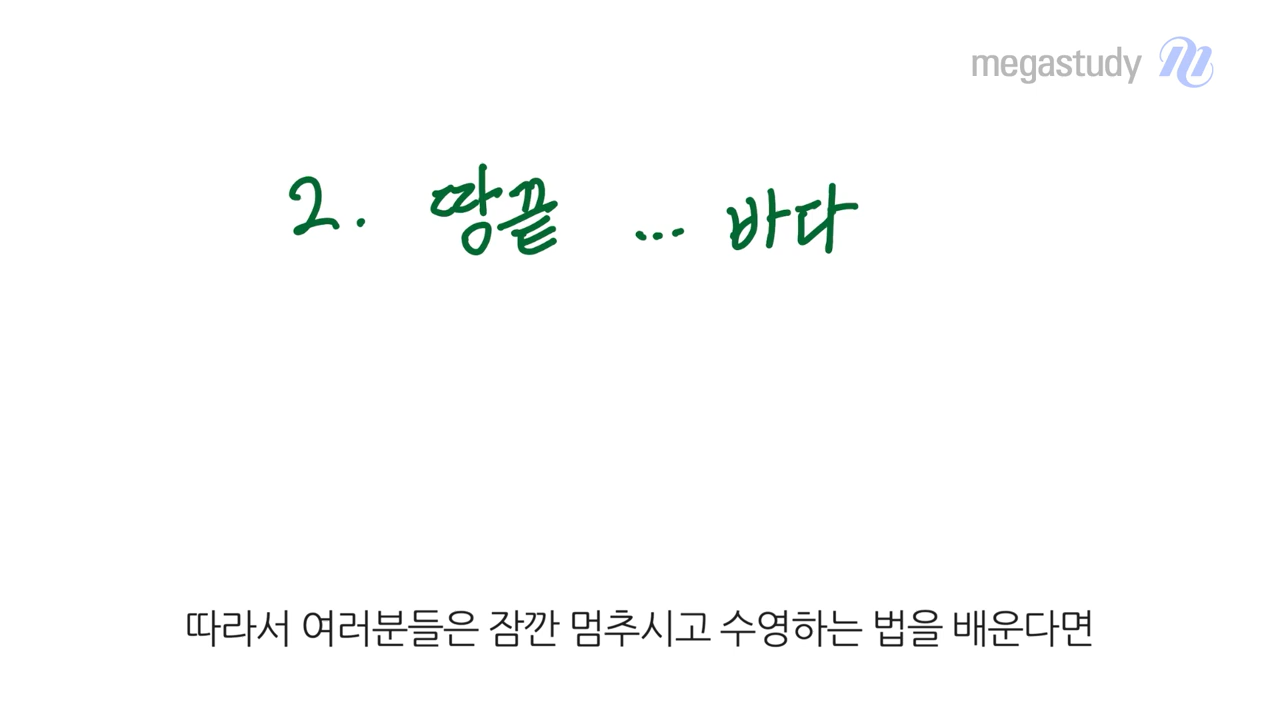 megastudy
2. 땅끝 ... 바다
따라서 여러분들은 잠깐 멈추시고 수영하는 법을 배운다면